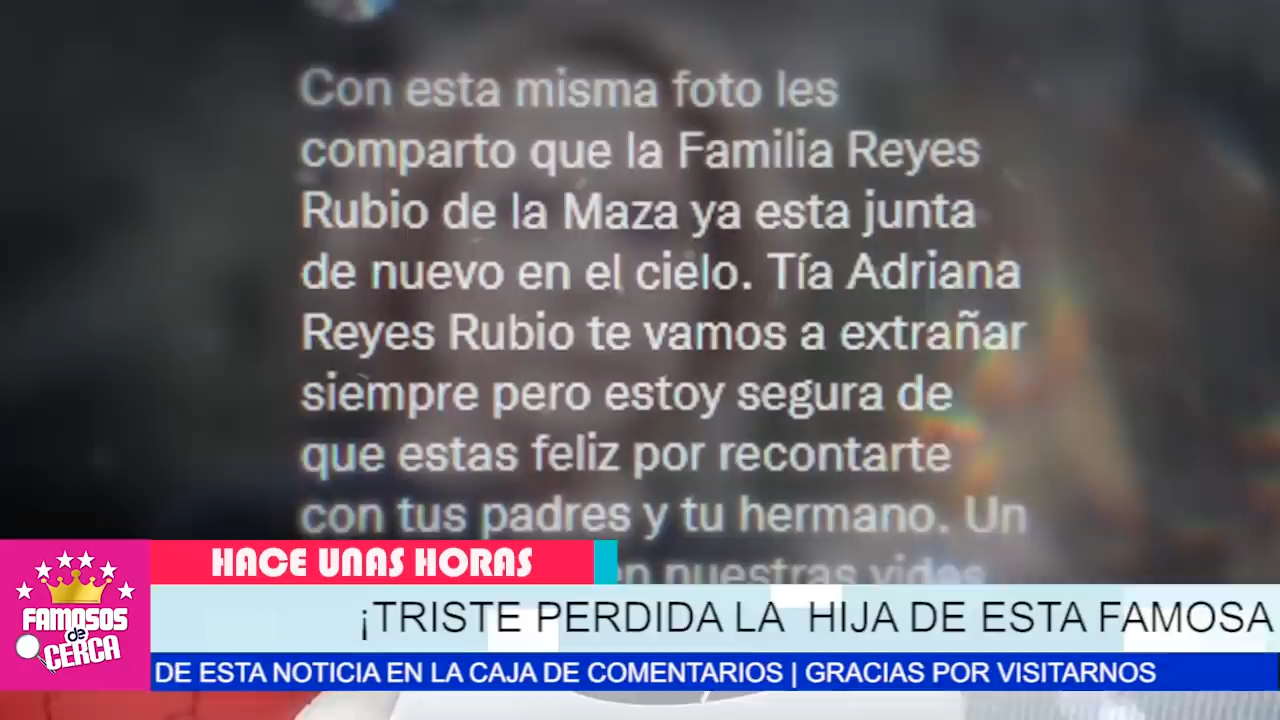 Con esta misma foto les
comparto que la Familia Reyes
Rubio de la Maza ya esta junta
de nuevo en el cielo. Tía Adriana
Reyes Rubio te vamos a extrañar
siempre pero estoy segura de
que estas feliz por recontarte
con tus padres y tu hermano. Un
en nuestras vidas
HACE UNAS HORAS
FAMOSOS
de
CERCA
¡TRISTE PERDIDA LA HIJA DE ESTA FAMOSA
DE ESTA NOTICIA EN LA CAJA DE COMENTARIOS | GRACIAS POR VISITARNOS